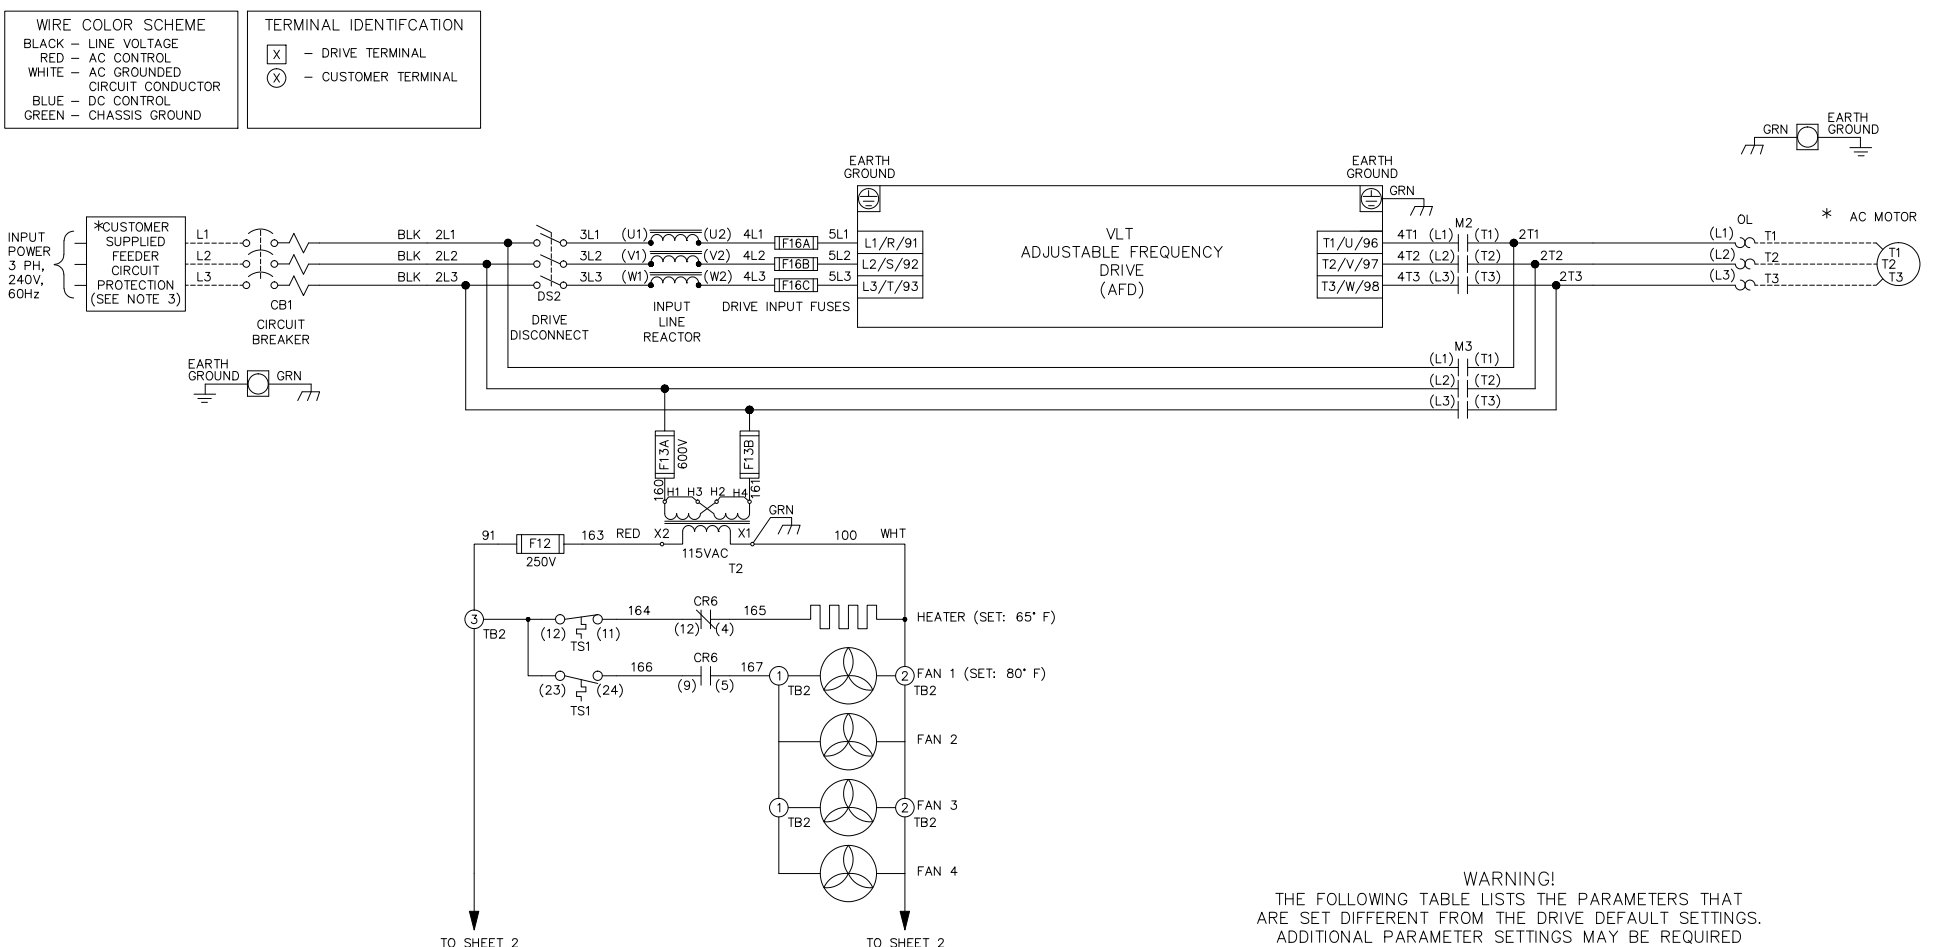 WIRE COLOR SCHEME
BLACK – LINE VOLTAGE
RED – AC CONTROL
WHITE – AC GROUNDED
CIRCUIT CONDUCTOR
BLUE – DC CONTROL
GREEN – CHASSIS GROUND
TERMINAL IDENTIFCATION
X – DRIVE TERMINAL
X – CUSTOMER TERMINAL
GRN
EARTH
GROUND
INPUT
POWER
3 PH,
240V,
60Hz
*CUSTOMER
SUPPLIED
FEEDER
CIRCUIT
PROTECTION
(SEE NOTE 3)
L1
L2
L3
CB1
CIRCUIT
BREAKER
BLK 2L1
BLK 2L2
BLK 2L3
DS2
DRIVE
DISCONNECT
3L1
3L2
3L3
(U1) (U2)
(V1) (V2)
(W1) (W2)
INPUT
LINE
REACTOR
4L1
4L2
4L3
F16A
F16B
F16C
DRIVE INPUT FUSES
5L1
5L2
5L3
EARTH
GROUND
L1/R/91
L2/S/92
L3/T/93
VLT
ADJUSTABLE FREQUENCY
DRIVE
(AFD)
EARTH
GROUND
GRN
T1/U/96
T2/V/97
T3/W/98
M2
4T1 (L1) (T1) 2T1
4T2 (L2) (T2) 2T2
4T3 (L3) (T3) 2T3
OL
(L1) T1
(L2) T2
(L3) T3
* AC MOTOR
T1
T2
T3
EARTH
GROUND
GRN
M3
(L1) (T1)
(L2) (T2)
(L3) (T3)
F13A
600V
F13B
160
H1 H3 H2 H4
161
GRN
91
F12
250V
163
RED
X2
X1
115VAC
T2
100
WHT
3
TB2
(12) (11)
TS1
164
CR6
(12) (4)
165
HEATER (SET: 65° F)
(23) (24)
TS1
166
CR6
(9) (5)
167
1
TB2
2
TB2
FAN 1 (SET: 80° F)
FAN 2
1
TB2
2
TB2
FAN 3
FAN 4
TO SHEET 2
TO SHEET 2
WARNING!
THE FOLLOWING TABLE LISTS THE PARAMETERS THAT
ARE SET DIFFERENT FROM THE DRIVE DEFAULT SETTINGS.
ADDITIONAL PARAMETER SETTINGS MAY BE REQUIRED